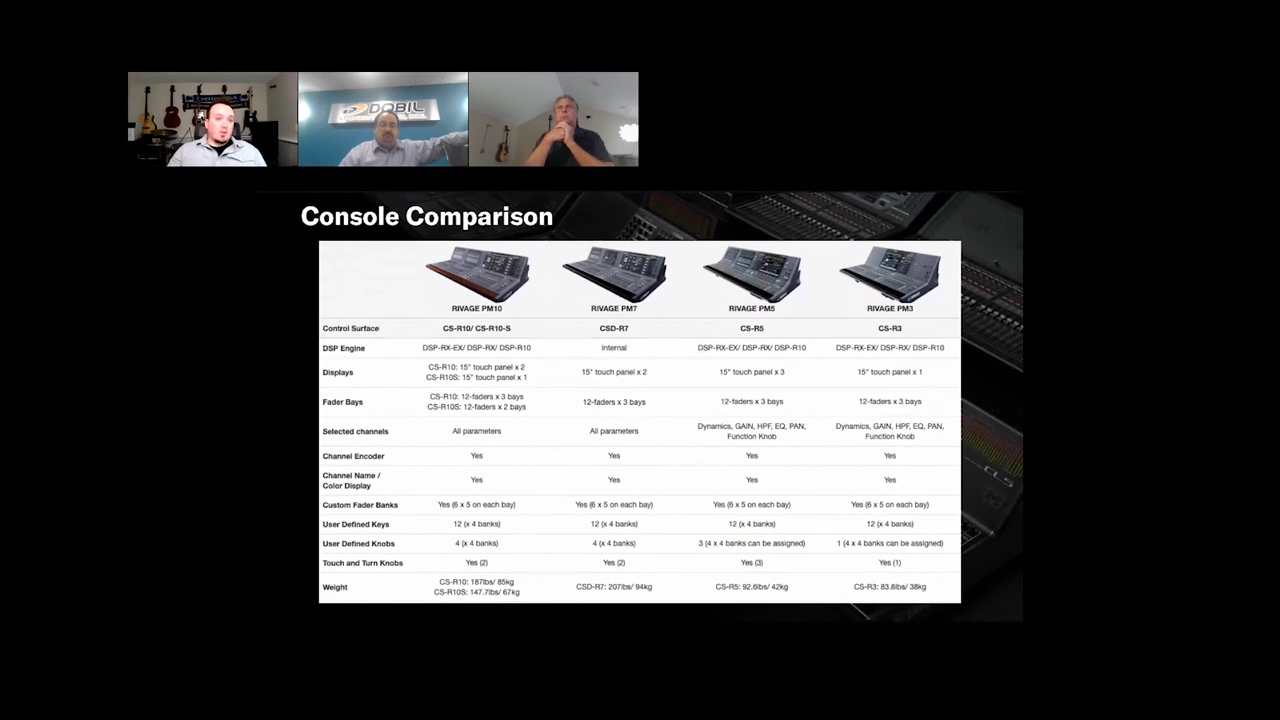 DOBIL
Console Comparison
RIVAGE PM10 RIVAGE PM7 RIVAGE PM5 RIVAGE PM3
Control Surface CS-R10/ CS-R10-S CSD-R7 CS-R5 CS-R3
DSP Engine DSP-RX-EX/ DSP-RX/ DSP-R10 Internal DSP-RX-EX/ DSP-RX/ DSP-R10 DSP-RX-EX/ DSP-RX/ DSP-R10
Displays CS-R10: 15" touch panel x 2 15" touch panel x 2 15" touch panel x 3 15" touch panel x 1
CS-R10S: 15" touch panel x 1
Fader Bays CS-R10: 12-faders x 3 bays 12-faders x 3 bays 12-faders x 3 bays 12-faders x 3 bays
CS-R10S: 12-faders x 2 bays
Selected channels All parameters All parameters Dynamics, GAIN, HPF, EQ, PAN, Dynamics, GAIN, HPF, EQ, PAN,
Function Knob Function Knob
Channel Encoder Yes Yes Yes Yes
Channel Name / Yes Yes Yes Yes
Color Display
Custom Fader Banks Yes (6 x 5 on each bay) Yes (6 x 5 on each bay) Yes (6 x 5 on each bay) Yes (6 x 5 on each bay)
User Defined Keys 12 (x 4 banks) 12 (x 4 banks) 12 (x 4 banks) 12 (x 4 banks)
User Defined Knobs 4 (x 4 banks) 4 (x 4 banks) 3 (4 x 4 banks can be assigned) 1 (4 x 4 banks can be assigned)
Touch and Turn Knobs Yes (2) Yes (2) Yes (3) Yes (1)
Weight CS-R10: 187lbs/ 85kg CSD-R7: 207lbs/ 94kg CS-R5: 92.6lbs/ 42kg CS-R3: 83.8lbs/ 38kg
CS-R10S: 147.7lbs/ 67kg